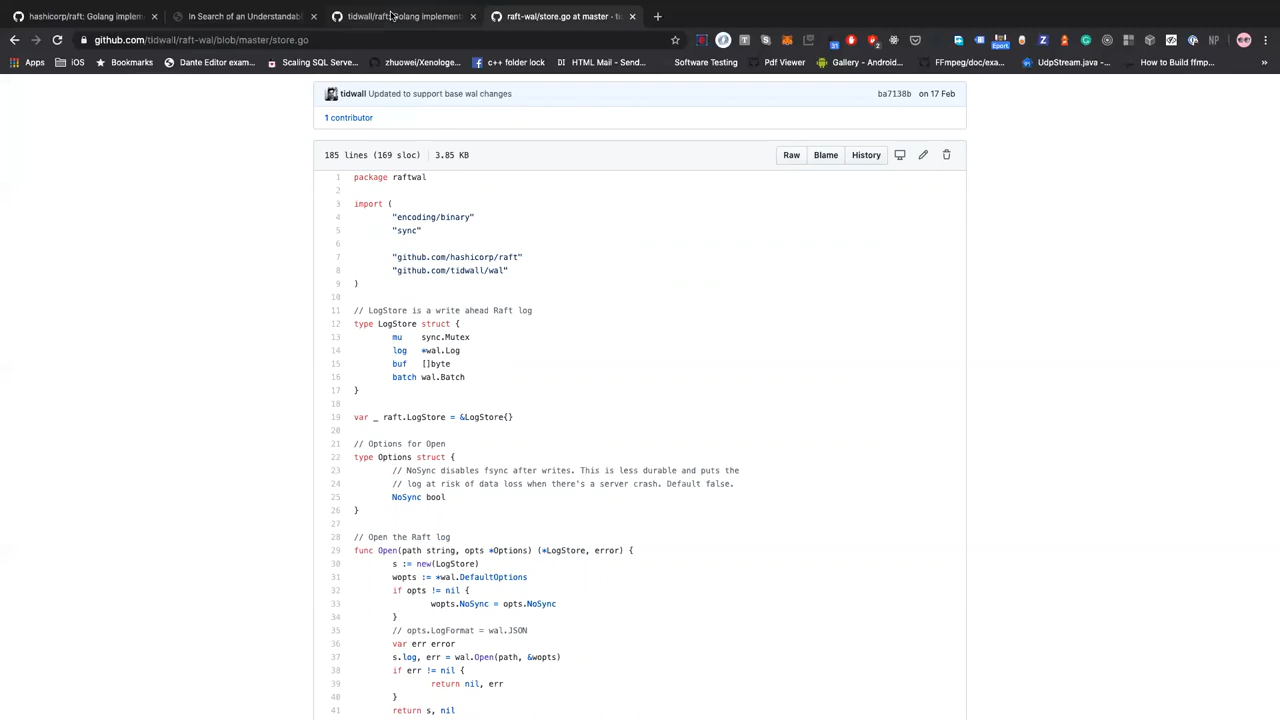 hashicorp/raft: Golang implem
In Search of an Understandabl
tidwall/raft: Golang implement
raft-wal/store.go at master · ti
github.com/tidwall/raft-wal/blob/master/store.go
Apps
iOS
Bookmarks
Dante Editor exam...
Scaling SQL Serve...
zhuowei/Xenologe...
c++ folder lock
DI HTML Mail - Send...
Software Testing
Pdf Viewer
Gallery - Android...
FFmpeg/doc/exa...
UdpStream.java -...
How to Build ffmp...
»
tidwall Updated to support base wal changes
ba7138b on 17 Feb
1 contributor
185 lines (169 sloc) 3.85 KB
Raw Blame History
1 package raftwal
2
3 import (
4 "encoding/binary"
5 "sync"
6
7 "github.com/hashicorp/raft"
8 "github.com/tidwall/wal"
9 )
10
11 // LogStore is a write ahead Raft log
12 type LogStore struct {
13 mu sync.Mutex
14 log *wal.Log
15 buf []byte
16 batch wal.Batch
17 }
18
19 var _ raft.LogStore = &LogStore{}
20
21 // Options for Open
22 type Options struct {
23 // NoSync disables fsync after writes. This is less durable and puts the
24 // log at risk of data loss when there's a server crash. Default false.
25 NoSync bool
26 }
27
28 // Open the Raft log
29 func Open(path string, opts *Options) (*LogStore, error) {
30 s := new(LogStore)
31 wopts := *wal.DefaultOptions
32 if opts != nil {
33 wopts.NoSync = opts.NoSync
34 }
35 // opts.LogFormat = wal.JSON
36 var err error
37 s.log, err = wal.Open(path, &wopts)
38 if err != nil {
39 return nil, err
40 }
41 return s, nil